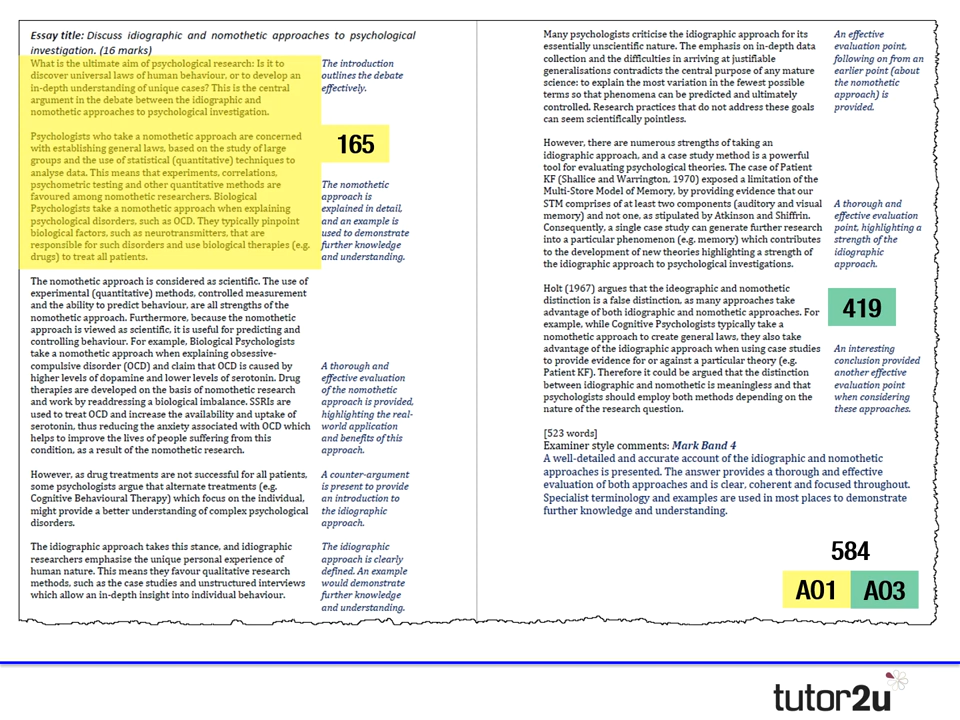 Essay title: Discuss idiographic and nomothetic approaches to psychological
investigation. (16 marks)
What is the ultimate aim of psychological research: Is it to
discover universal laws of human behaviour, or to develop an
in-depth understanding of unique cases? This is the central
argument in the debate between the idiographic and
nomothetic approaches to psychological investigation.
The introduction
outlines the debate
effectively.
Psychologists who take a nomothetic approach are concerned
with establishing general laws, based on the study of large
groups and the use of statistical (quantitative) techniques to
analyse data. This means that experiments, correlations,
psychometric testing and other quantitative methods are
favoured among nomothetic researchers. Biological
Psychologists take a nomothetic approach when explaining
psychological disorders, such as OCD. They typically pinpoint
biological factors, such as neurotransmitters, that are
responsible for such disorders and use biological therapies (e.g.
drugs) to treat all patients.
165
The nomothetic
approach is
explained in detail,
and an example is
used to demonstrate
further knowledge
and understanding.
The nomothetic approach is considered as scientific. The use of
experimental (quantitative) methods, controlled measurement
and the ability to predict behaviour, are all strengths of the
nomothetic approach. Furthermore, because the nomothetic
approach is viewed as scientific, it is useful for predicting and
controlling behaviour. For example, Biological Psychologists
take a nomothetic approach when explaining obsessive-
compulsive disorder (OCD) and claim that OCD is caused by
higher levels of dopamine and lower levels of serotonin. Drug
therapies are developed on the basis of nomothetic research
and work by readdressing a biological imbalance. SSRIs are
used to treat OCD and increase the availability and uptake of
serotonin, thus reducing the anxiety associated with OCD which
helps to improve the lives of people suffering from this
condition, as a result of the nomothetic research.
A thorough and
effective evaluation
of the nomothetic
approach is provided,
highlighting the real-
world application
and benefits of this
approach.
However, as drug treatments are not successful for all patients,
some psychologists argue that alternate treatments (e.g.
Cognitive Behavioural Therapy) which focus on the individual,
might provide a better understanding of complex psychological
disorders.
A counter-argument
is present to provide
an introduction to
the idiographic
approach.
The idiographic approach takes this stance, and idiographic
researchers emphasise the unique personal experience of
human nature. This means they favour qualitative research
methods, such as the case studies and unstructured interviews
which allow an in-depth insight into individual behaviour.
The idiographic
approach is clearly
defined. An example
would demonstrate
further knowledge
and understanding.
Many psychologists criticise the idiographic approach for its
essentially unscientific nature. The emphasis on in-depth data
collection and the difficulties in arriving at justifiable
generalisations contradicts the central purpose of any mature
science: to explain the most variation in the fewest possible
terms so that phenomena can be predicted and ultimately
controlled. Research practices that do not address these goals
can seem scientifically pointless.
An effective
evaluation point,
following on from an
earlier point (about
the nomothetic
approach) is
provided.
However, there are numerous strengths of taking an
idiographic approach, and a case study method is a powerful
tool for evaluating psychological theories. The case of Patient
KF (Shallice and Warrington, 1970) exposed a limitation of the
Multi-Store Model of Memory, by providing evidence that our
STM comprises of at least two components (auditory and visual
memory) and not one, as stipulated by Atkinson and Shiffrin.
Consequently, a single case study can generate further research
into a particular phenomenon (e.g. memory) which contributes
to the development of new theories highlighting a strength of
the idiographic approach to psychological investigations.
A thorough and
effective evaluation
point, highlighting a
strength of the
idiographic
approach.
Holt (1967) argues that the ideographic and nomothetic
distinction is a false distinction, as many approaches take
advantage of both idiographic and nomothetic approaches. For
example, while Cognitive Psychologists typically take a
nomothetic approach to create general laws, they also take
advantage of the idiographic approach when using case studies
to provide evidence for or against a particular theory (e.g.
Patient KF). Therefore it could be argued that the distinction
between idiographic and nomothetic is meaningless and that
psychologists should employ both methods depending on the
nature of the research question.
419
An interesting
conclusion provided
another effective
evaluation point
when considering
these approaches.
[523 words]
Examiner style comments: Mark Band 4
A well-detailed and accurate account of the idiographic and nomothetic
approaches is presented. The answer provides a thorough and effective
evaluation of both approaches and is clear, coherent and focused throughout.
Specialist terminology and examples are used in most places to demonstrate
further knowledge and understanding.
584
AO1 AO3
tutor2u